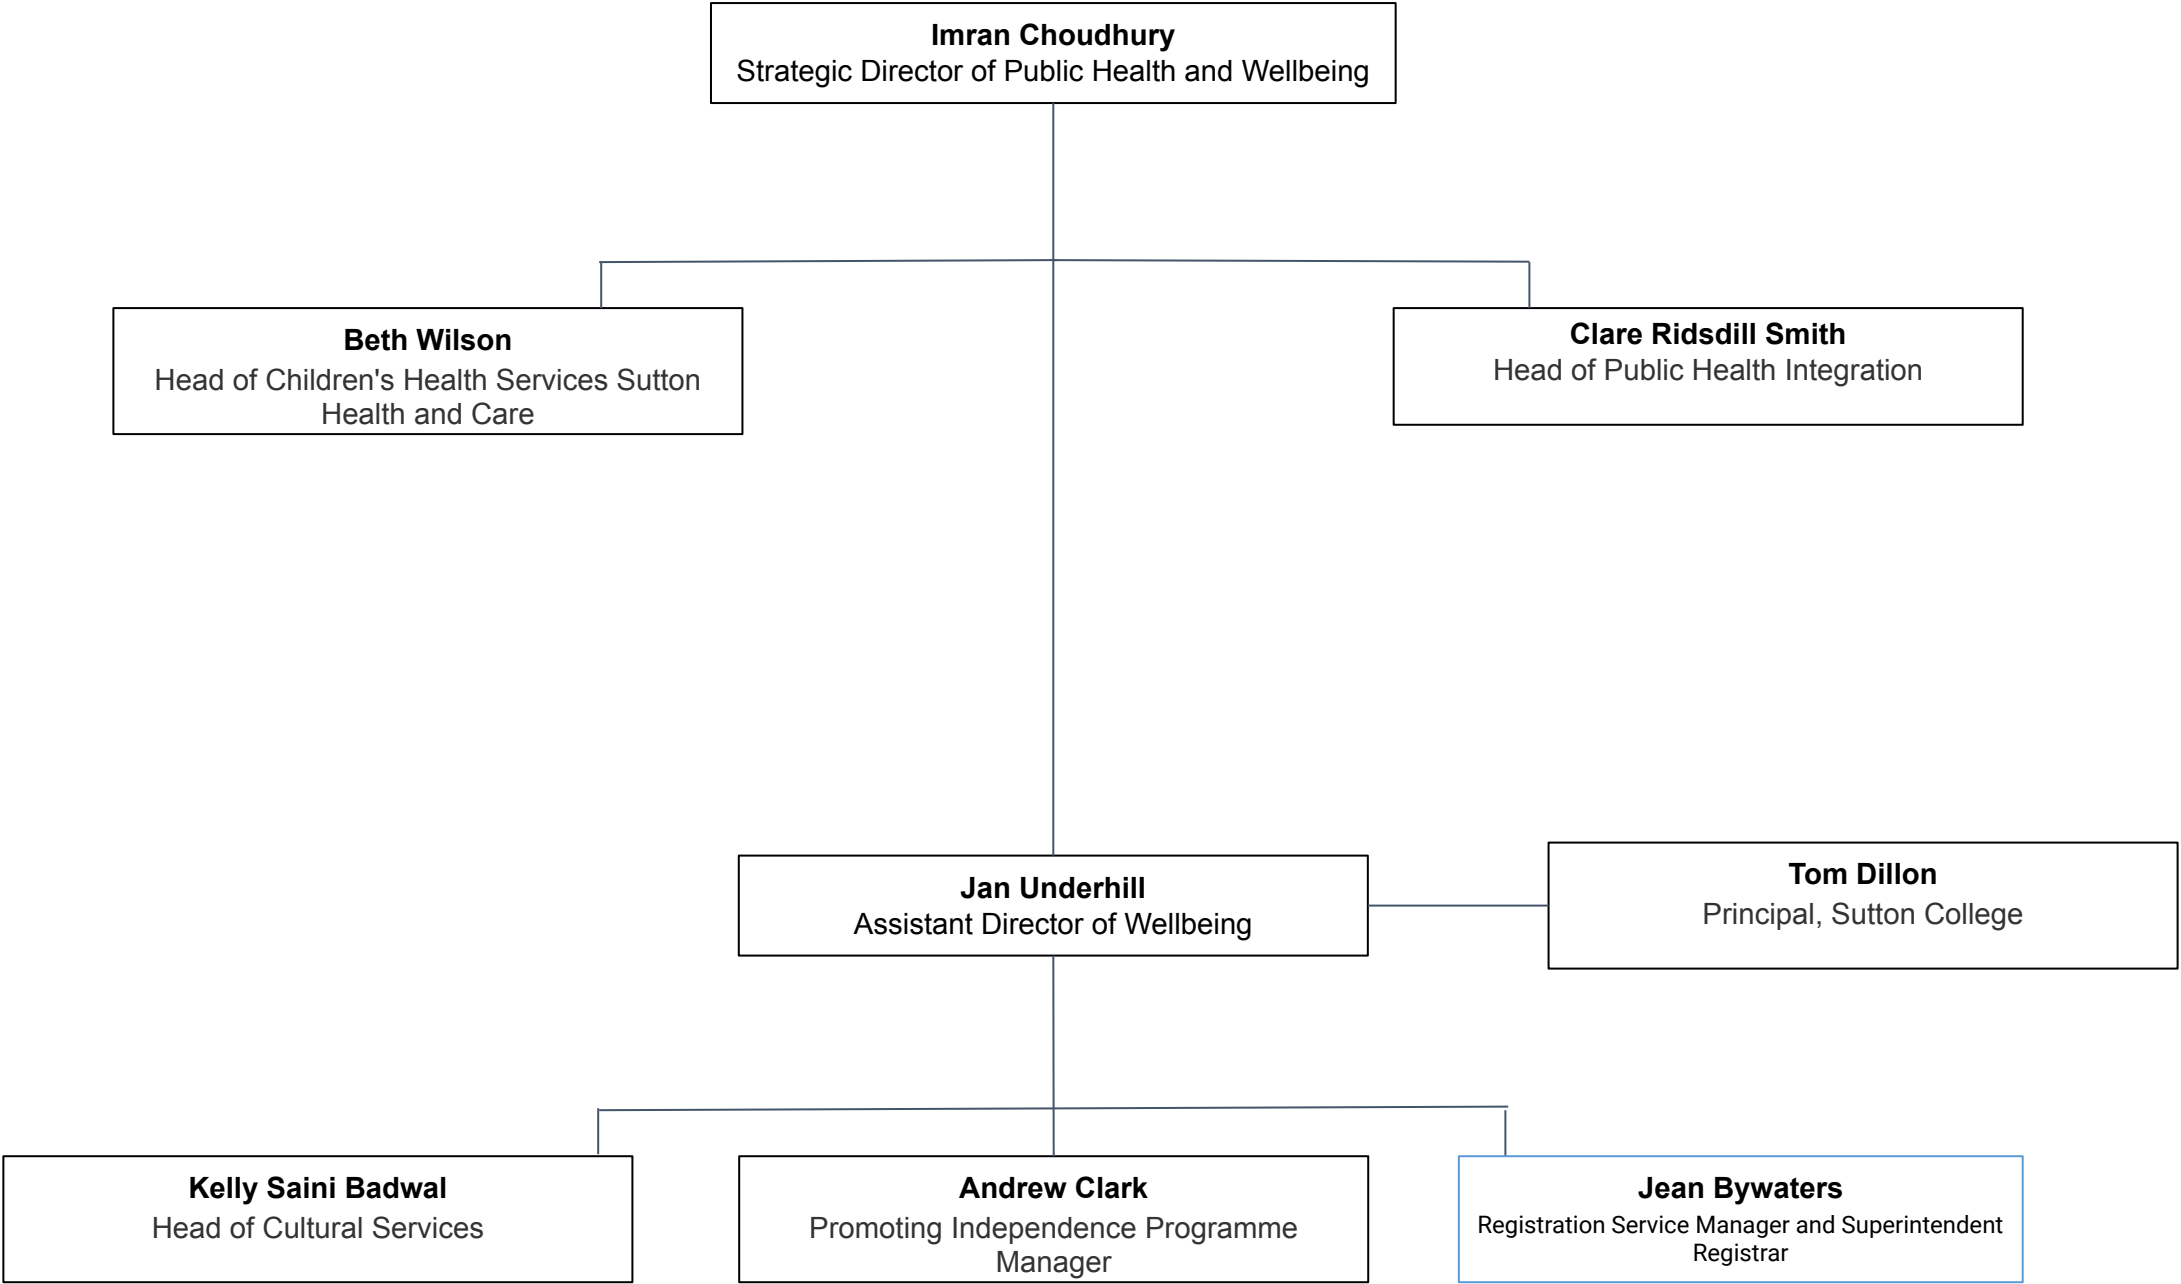 Imran Choudhury
Strategic Director of Public Health and Wellbeing
Beth Wilson
Head of Children's Health Services Sutton
Health and Care
Clare Ridsdill Smith
Head of Public Health Integration
Jan Underhill
Assistant Director of Wellbeing
Tom Dillon
Principal, Sutton College
Kelly Saini Badwal
Head of Cultural Services
Andrew Clark
Promoting Independence Programme
Manager
Jean Bywaters
Registration Service Manager and Superintendent
Registrar